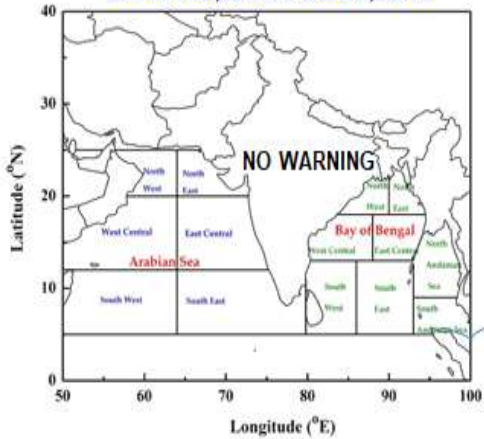 40
30
20
10
0
Latitude (°N)
NO WARNING
North
West
North
East
West Central
East Central
Arabian Sea
South West
South East
North
West
North
East
Bay of Bengal
West Central
East Central
South
West
South
East
North
Andaman
Sea
South
Andaman Sea
50 60 70 80 90 100
Longitude (°E)